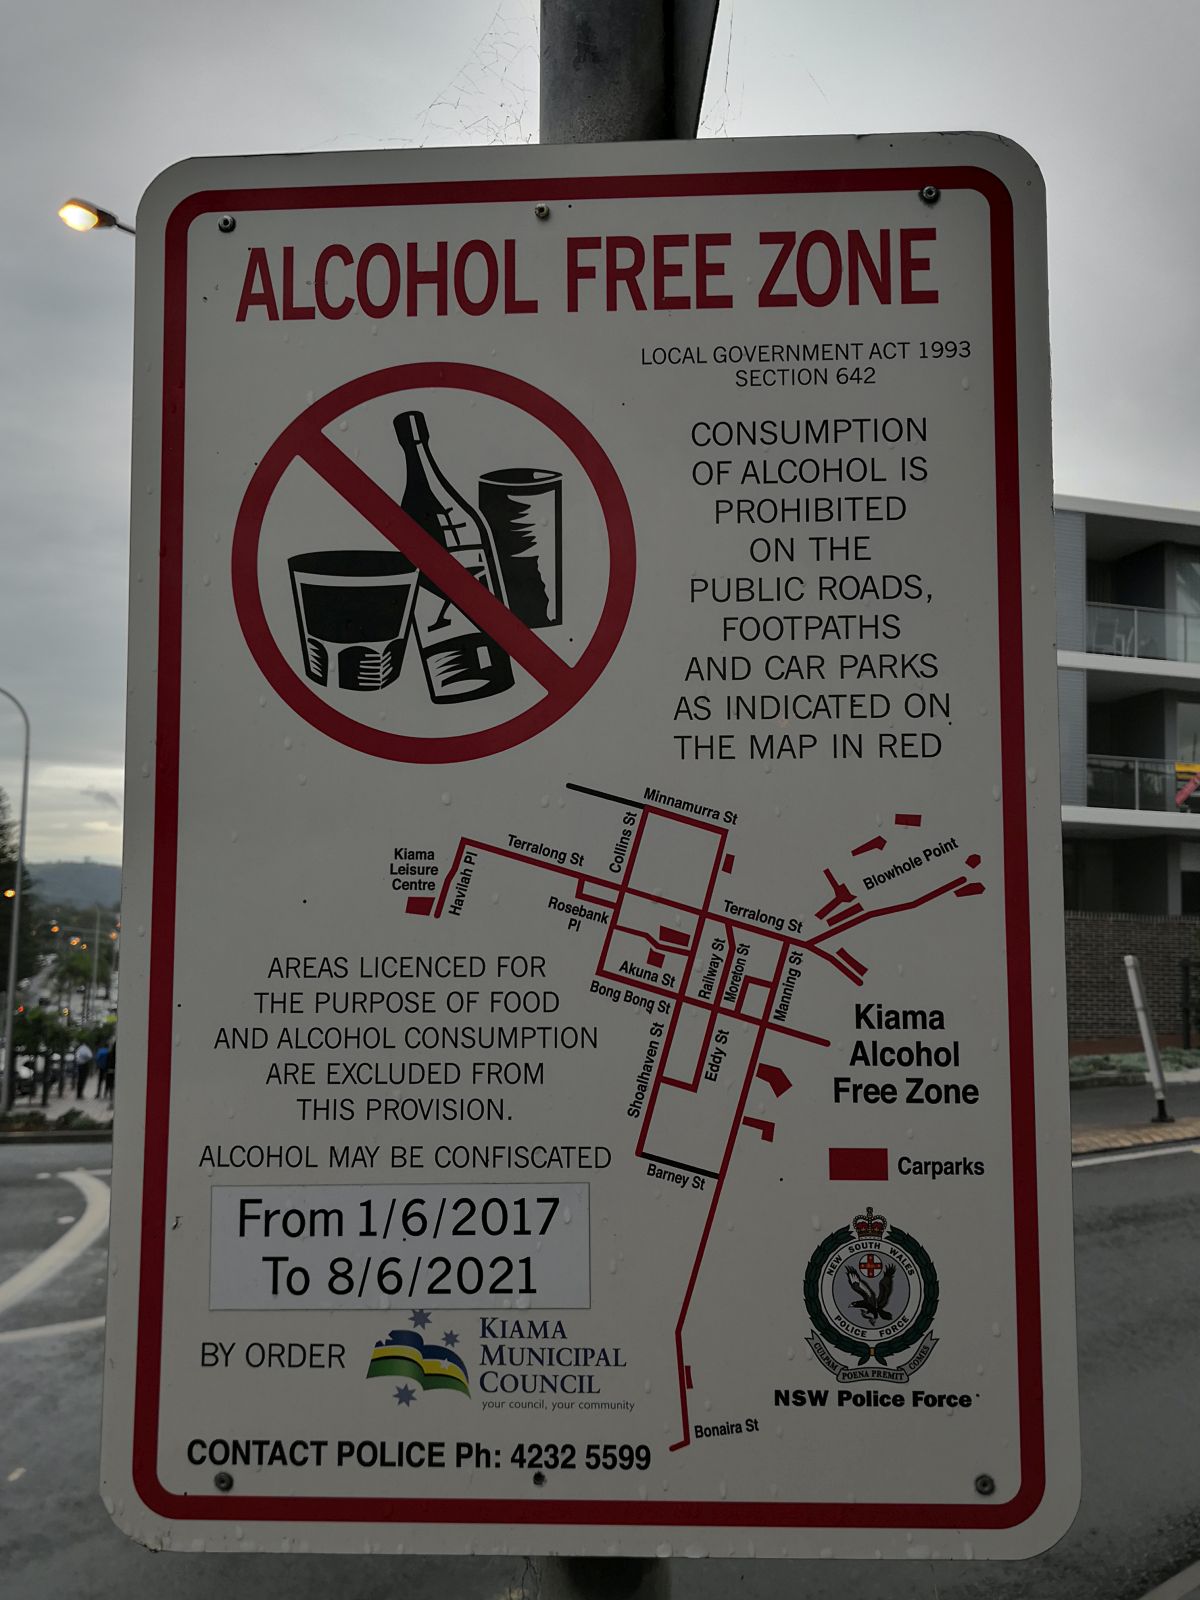 ALCOHOL FREE ZONE
LOCAL GOVERNMENT ACT 1993
SECTION 642
CONSUMPTION
OF ALCOHOL IS
PROHIBITED
ON THE
PUBLIC ROADS,
FOOTPATHS
AND CAR PARKS
AS INDICATED ON
THE MAP IN RED
Minnamurra St
Collins St
Terralong St
Kiama
Leisure
Centre
Havilah Pl
Rosebank
Pl
Terralong St
Blowhole Point
Akuna St
Bong Bong St
Railway St
Moreton St
Manning St
Shoalhaven St
Eddy St
Barney St
Bonaira St
Kiama
Alcohol
Free Zone
Carparks
AREAS LICENCED FOR
THE PURPOSE OF FOOD
AND ALCOHOL CONSUMPTION
ARE EXCLUDED FROM
THIS PROVISION.
ALCOHOL MAY BE CONFISCATED
From 1/6/2017
To 8/6/2021
BY ORDER
KIAMA
MUNICIPAL
COUNCIL
your council, your community
NEW SOUTH WALES
POLICE FORCE
CULPAM POENA PREMIT COMES
NSW Police Force
CONTACT POLICE Ph: 4232 5599